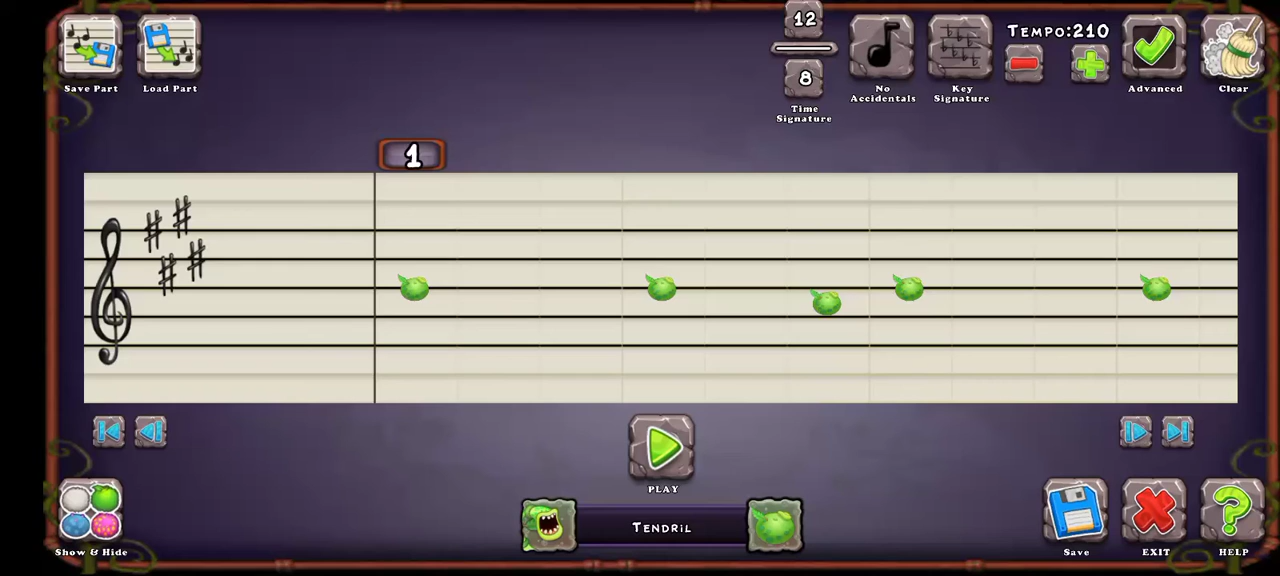 12
8
Time
Signature
No
Accidentals
Key
Signature
TEMPO:210
Advanced
Clear
Save Part
Load Part
1
PLAY
TENDRIL
Show & Hide
Save
EXIT
HELP